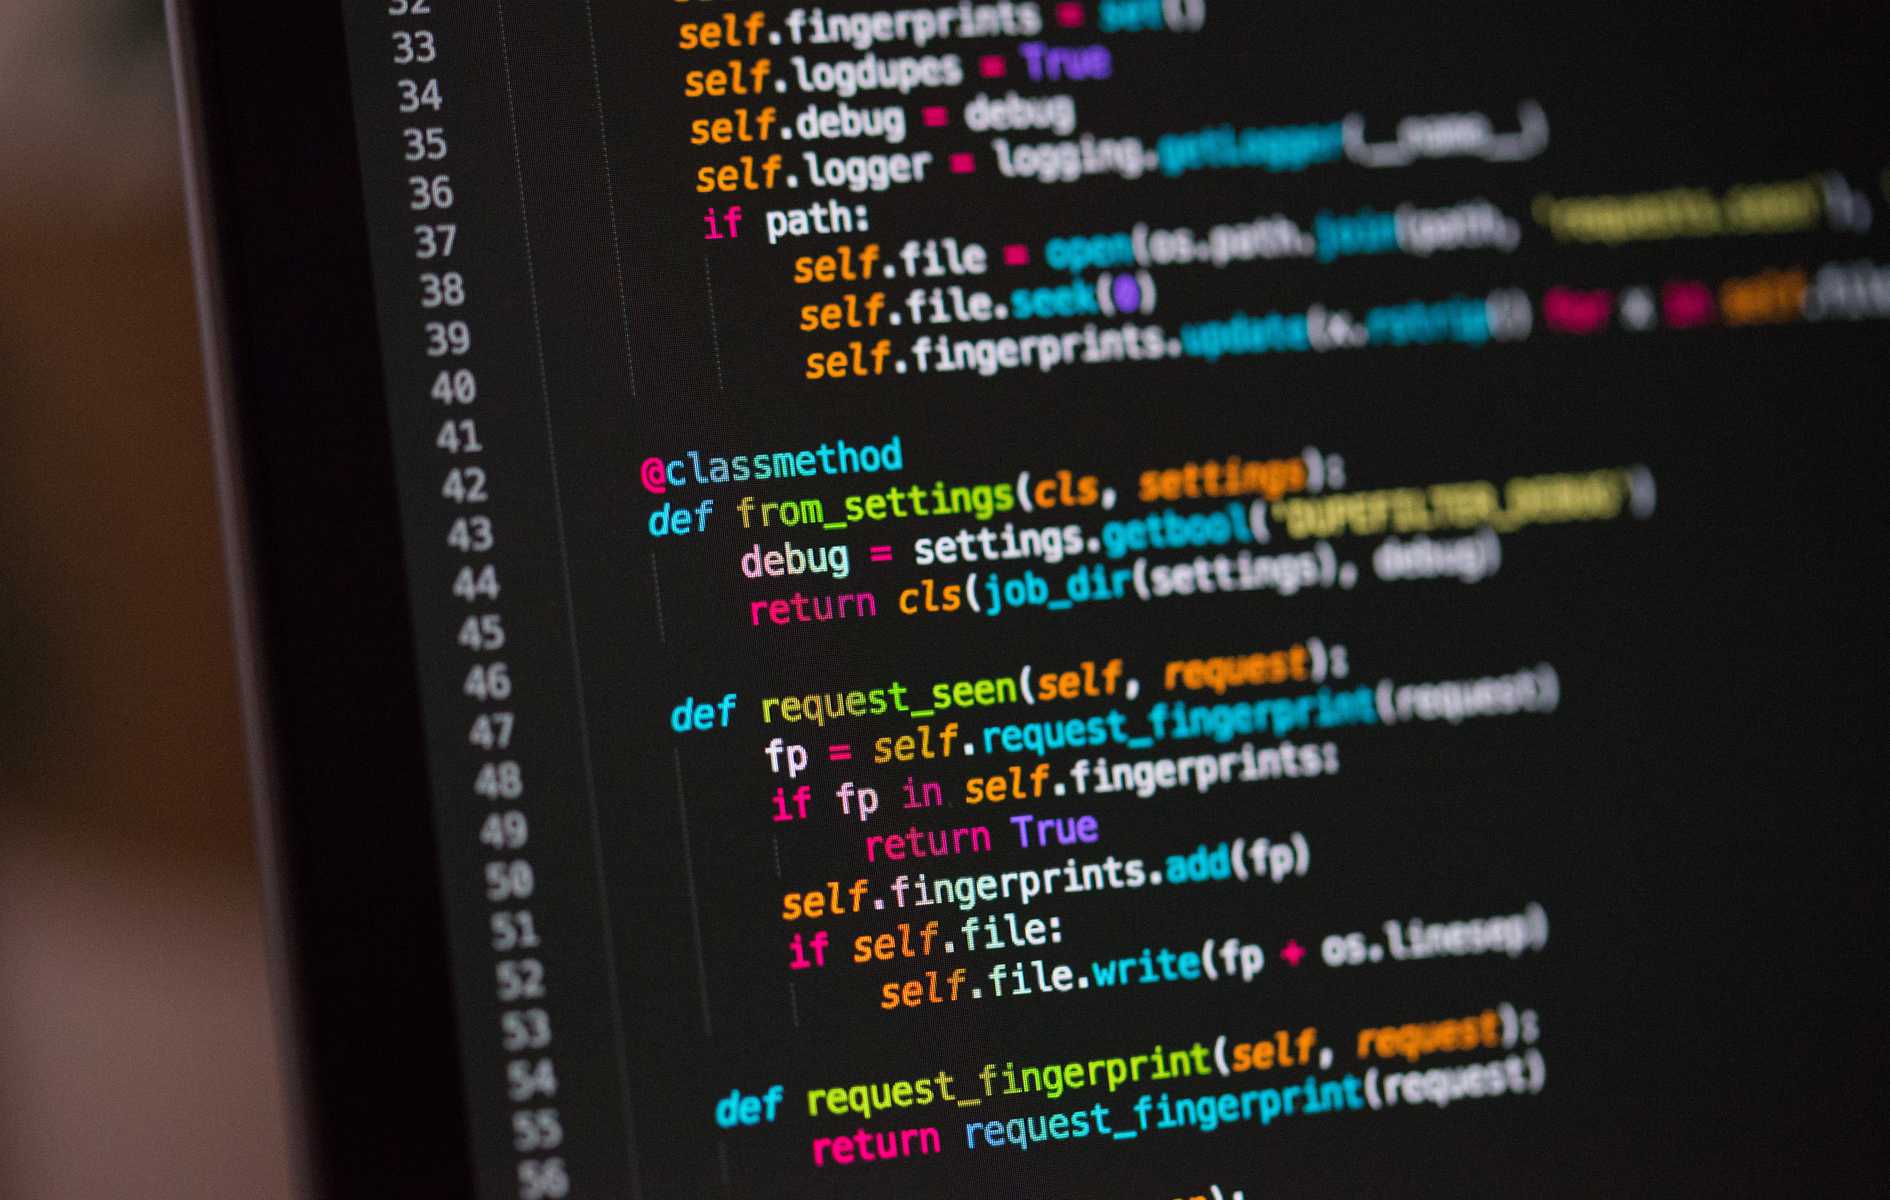 32
33 self.fingerprints = set()
34 self.logdupes = True
35 self.debug = debug
36 self.logger = logging.getLogger(__name__)
37 if path:
38 self.file = open(os.path.join(path, 'requests.seen'),
39 self.file.seek(0)
40 self.fingerprints.update(x.rstrip() for x in self.file
41
42 @classmethod
43 def from_settings(cls, settings):
44 debug = settings.getbool('DUPEFILTER_DEBUG')
45 return cls(job_dir(settings), debug)
46
47 def request_seen(self, request):
48 fp = self.request_fingerprint(request)
49 if fp in self.fingerprints:
50 return True
51 self.fingerprints.add(fp)
52 if self.file:
53 self.file.write(fp + os.linesep)
54
55 def request_fingerprint(self, request):
56 return request_fingerprint(request)